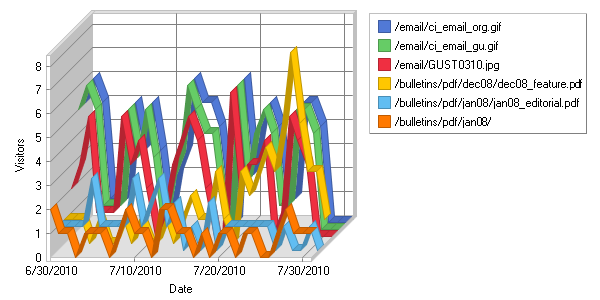 /email/ci_email_org.gif
/email/ci_email_gu.gif
/email/GUST0310.jpg
/bulletins/pdf/dec08/dec08_feature.pdf
/bulletins/pdf/jan08/jan08_editorial.pdf
/bulletins/pdf/jan08/
Visitors
8
7
6
5
4
3
2
1
0
6/30/2010 7/10/2010 7/20/2010 7/30/2010
Date